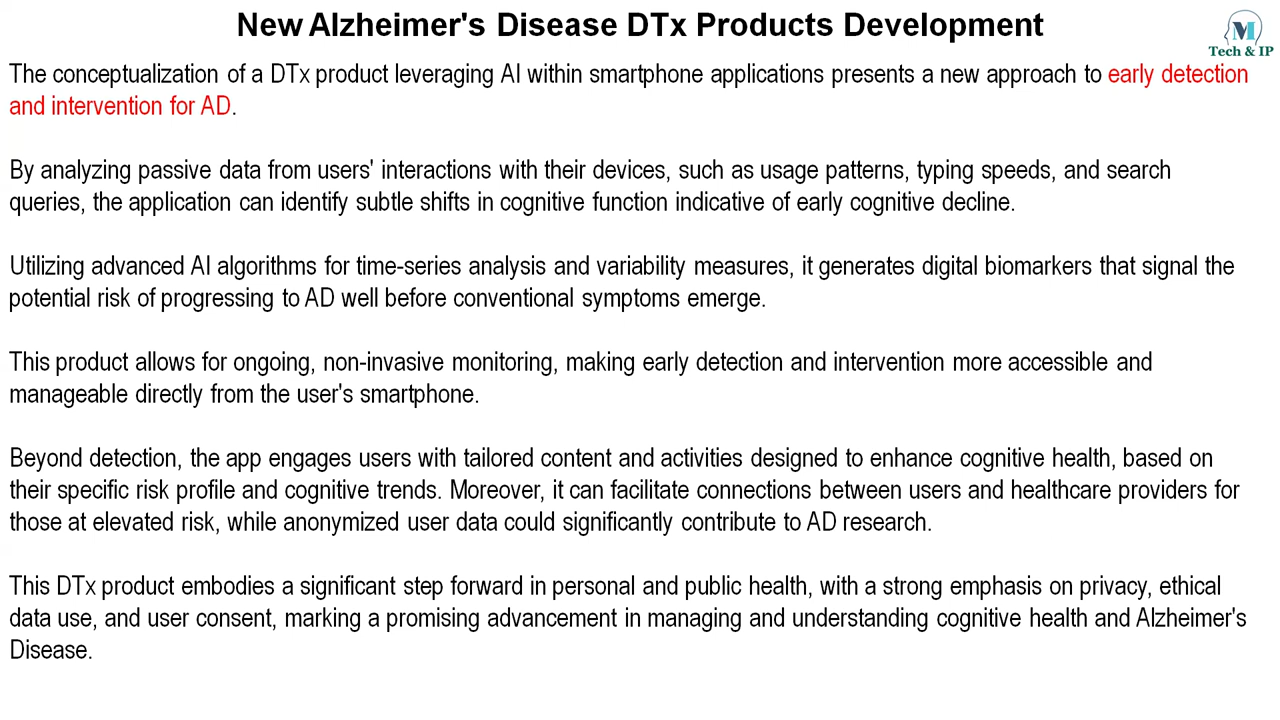 New Alzheimer's Disease DTx Products Development
M
Tech & IP
The conceptualization of a DTx product leveraging AI within smartphone applications presents a new approach to early detection
and intervention for AD.
By analyzing passive data from users' interactions with their devices, such as usage patterns, typing speeds, and search
queries, the application can identify subtle shifts in cognitive function indicative of early cognitive decline.
Utilizing advanced AI algorithms for time-series analysis and variability measures, it generates digital biomarkers that signal the
potential risk of progressing to AD well before conventional symptoms emerge.
This product allows for ongoing, non-invasive monitoring, making early detection and intervention more accessible and
manageable directly from the user's smartphone.
Beyond detection, the app engages users with tailored content and activities designed to enhance cognitive health, based on
their specific risk profile and cognitive trends. Moreover, it can facilitate connections between users and healthcare providers for
those at elevated risk, while anonymized user data could significantly contribute to AD research.
This DTx product embodies a significant step forward in personal and public health, with a strong emphasis on privacy, ethical
data use, and user consent, marking a promising advancement in managing and understanding cognitive health and Alzheimer's
Disease.